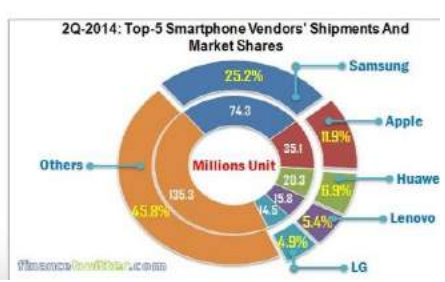 2Q-2014: Top-5 Smartphone Vendors' Shipments And
Market Shares
Samsung
25.2%
74.3
Apple
11.9%
35.1
Huawe
6.9%
20.3
Lenovo
5.4%
15.8
LG
4.9%
14.5
Others
45.8%
135.3
Millions Unit
financetwitter.com